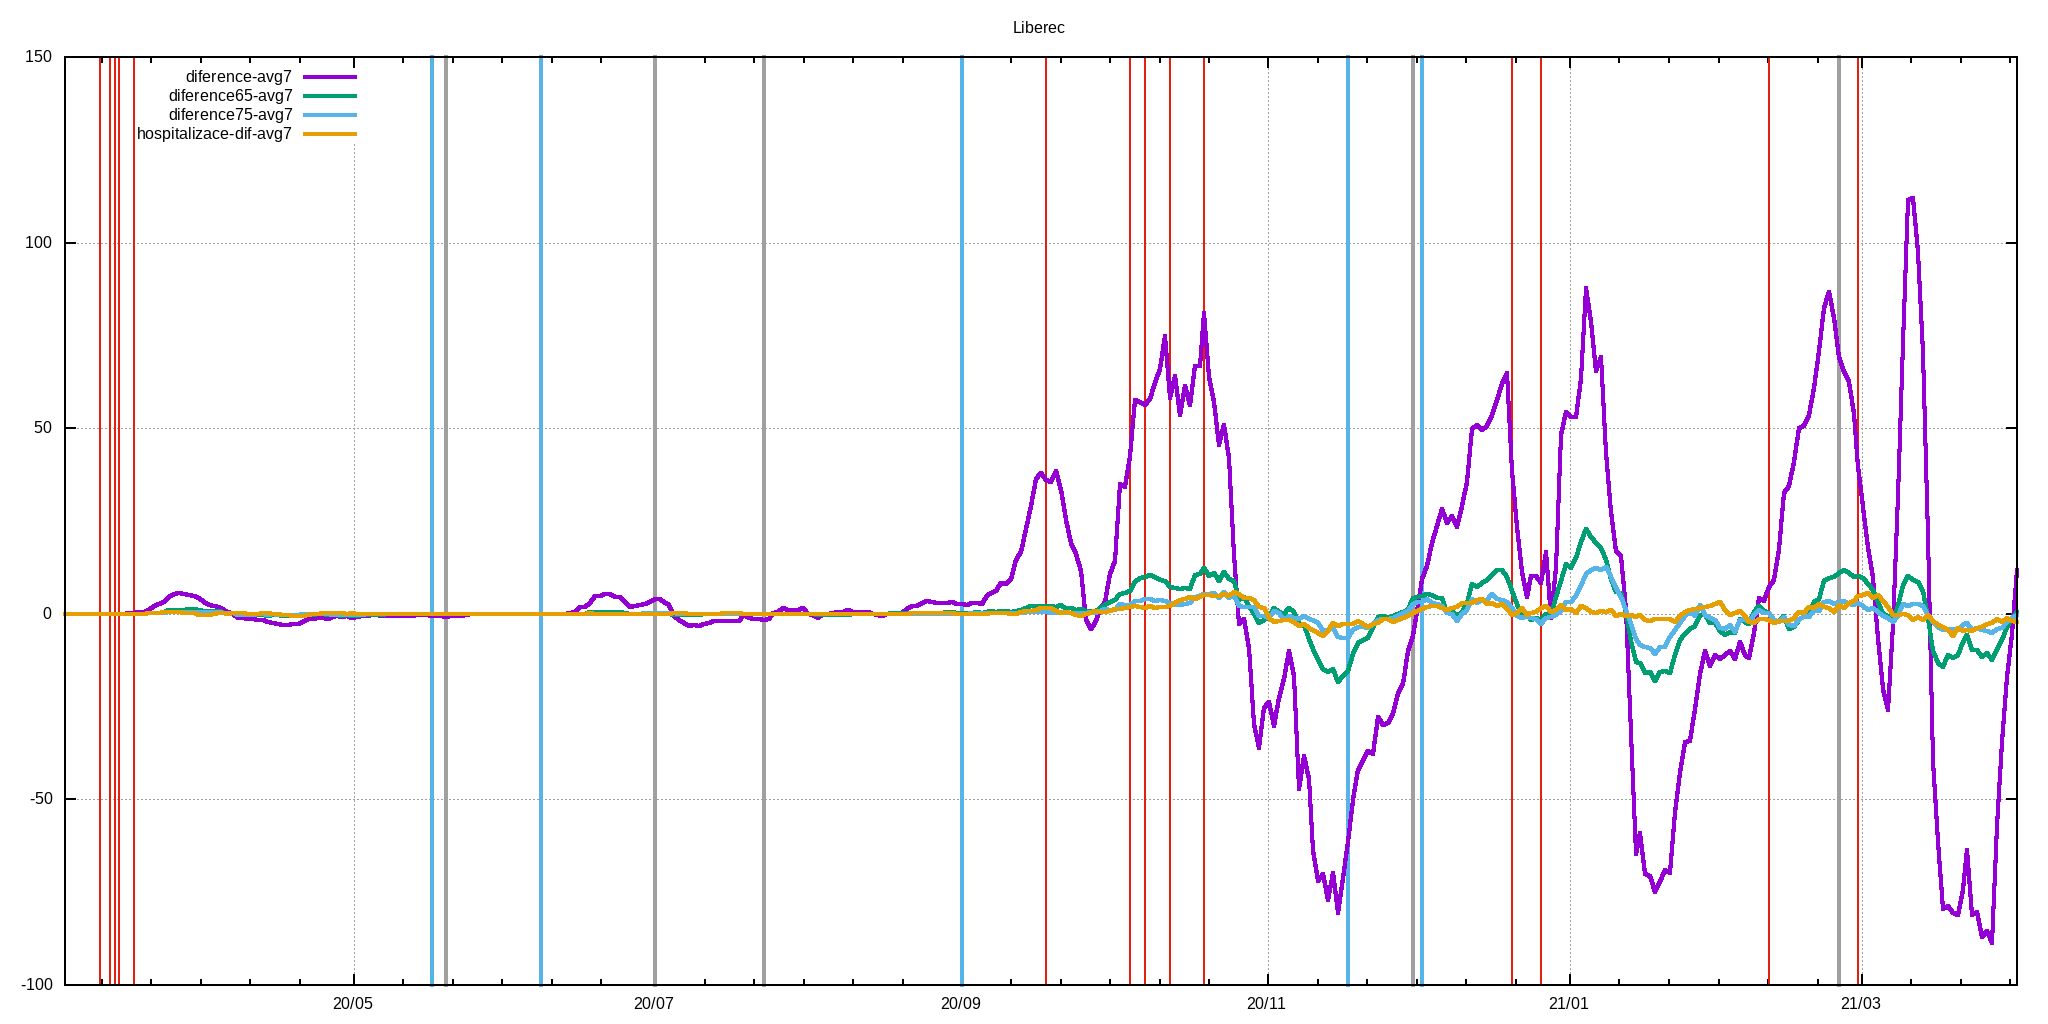 Liberec
150
diference-avg7
diference65-avg7
diference75-avg7
hospitalizace-dif-avg7
100
50
0
-50
-100
20/05 20/07 20/09 20/11 21/01 21/03